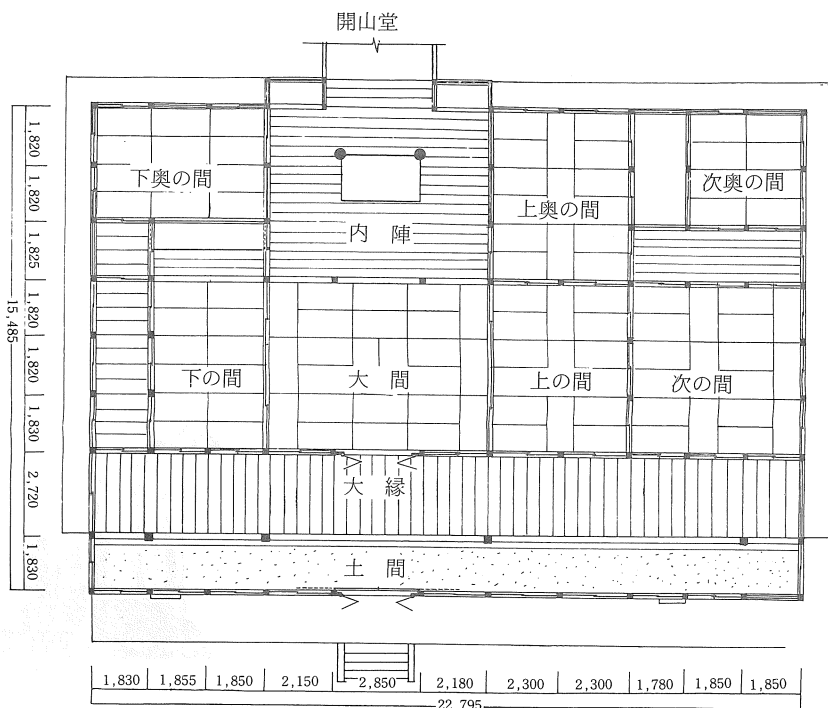 開山堂
下奥の間
内陣
上奥の間
次奥の間
下の間
大間
上の間
次の間
大縁
土間
1,820
1,820
1,825
1,820
1,820
1,830
2,720
1,830
15,485
1,830 1,855 1,850 2,150 2,850 2,180 2,300 2,300 1,780 1,850 1,850
22,795